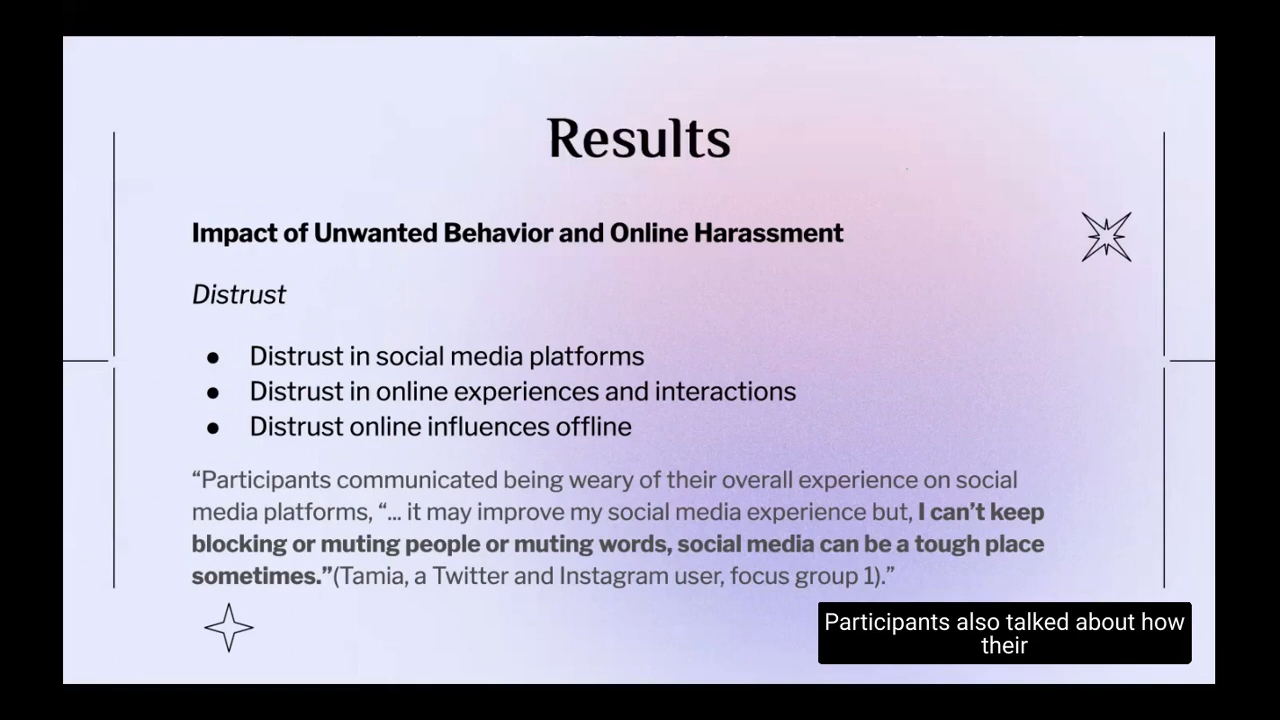 Results
Impact of Unwanted Behavior and Online Harassment
Distrust
● Distrust in social media platforms
● Distrust in online experiences and interactions
● Distrust online influences offline
“Participants communicated being weary of their overall experience on social
media platforms, “... it may improve my social media experience but, I can’t keep
blocking or muting people or muting words, social media can be a tough place
sometimes.”(Tamia, a Twitter and Instagram user, focus group 1).”
Participants also talked about how
their